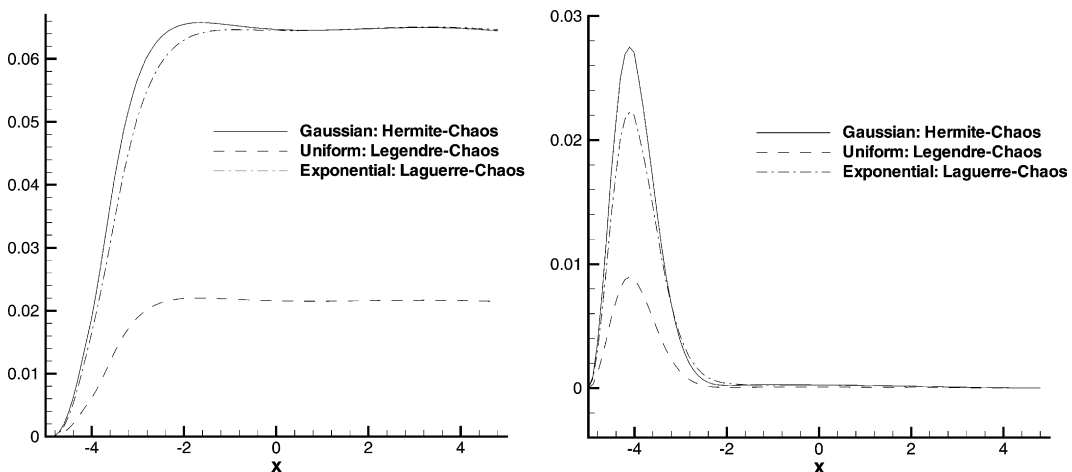 0.06
0.05
0.04
0.03
0.02
0.01
0
-4
-2
0
2
4
x
Gaussian: Hermite-Chaos
Uniform: Legendre-Chaos
Exponential: Laguerre-Chaos
0.03
0.02
0.01
0
-4
-2
0
2
4
x
Gaussian: Hermite-Chaos
Uniform: Legendre-Chaos
Exponential: Laguerre-Chaos